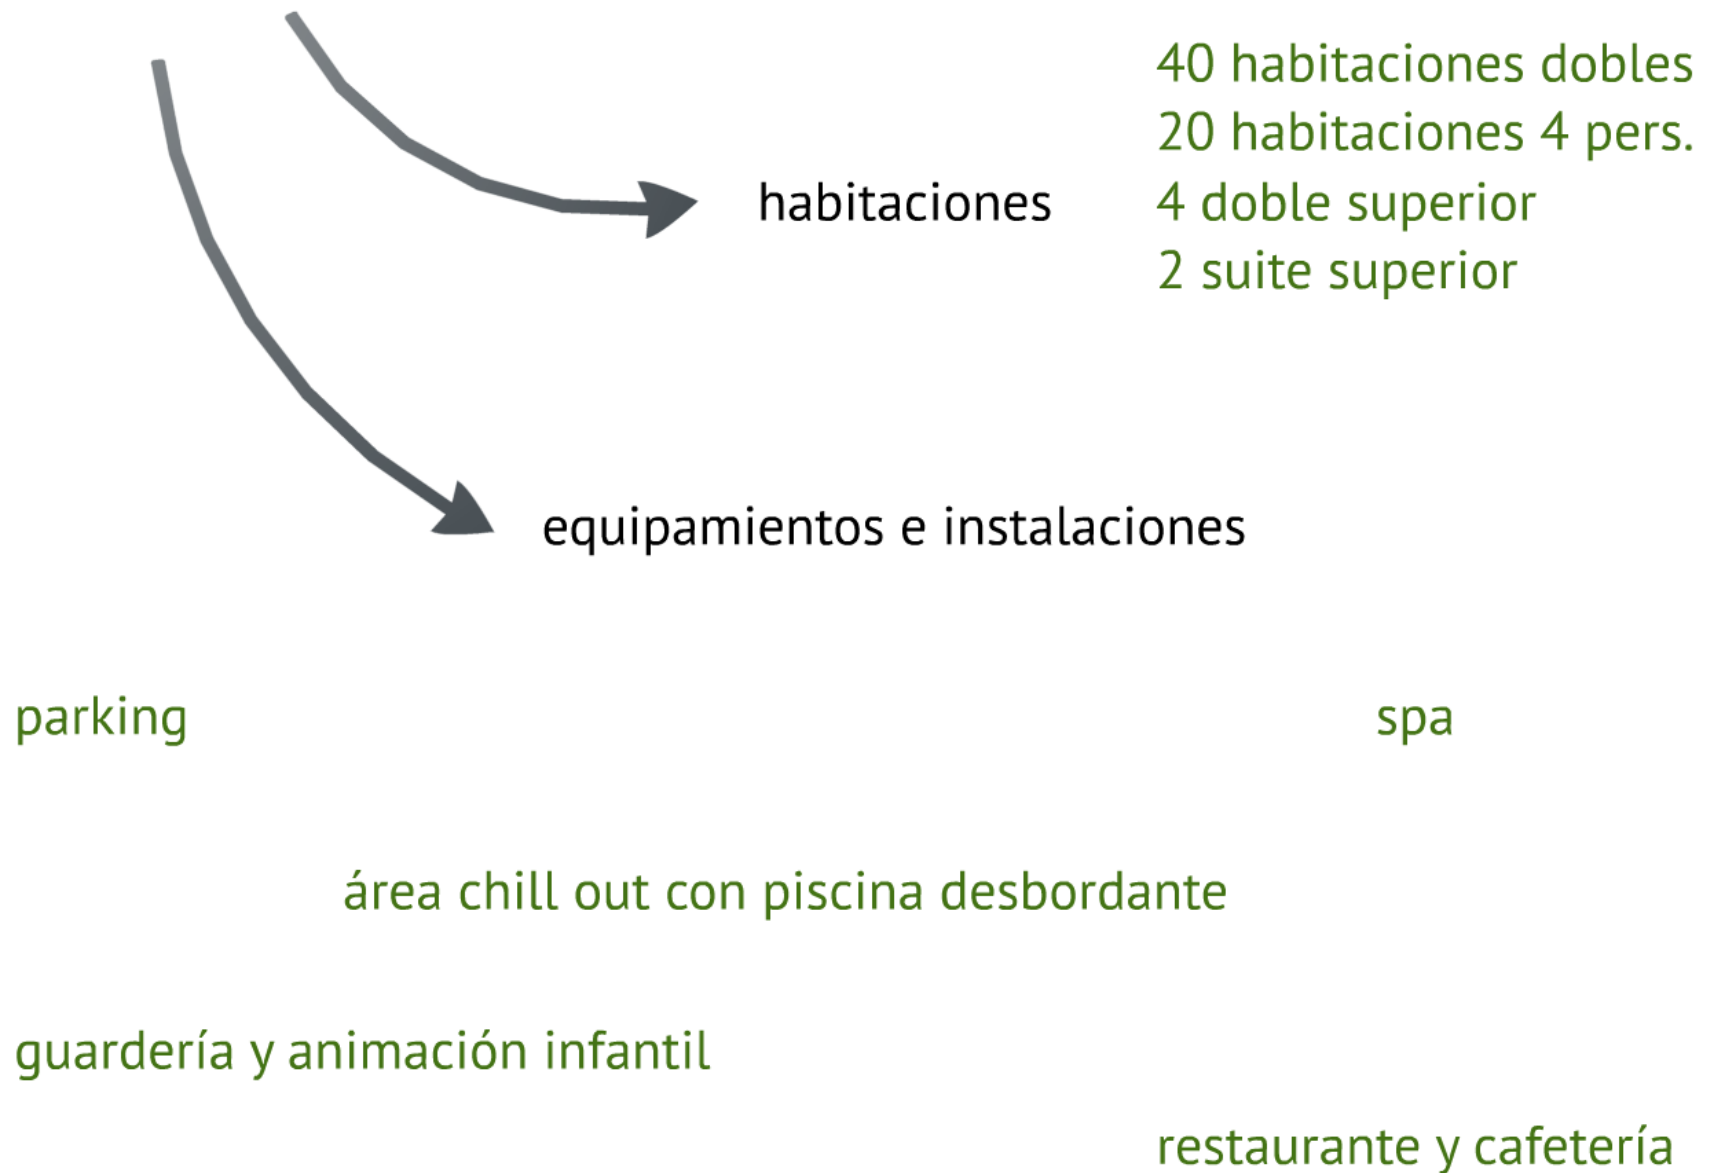 40 habitaciones dobles
20 habitaciones 4 pers.
habitaciones
4 doble superior
2 suite superior
equipamientos e instalaciones
parking
spa
área chill out con piscina desbordante
guardería y animación infantil
restaurante y cafetería